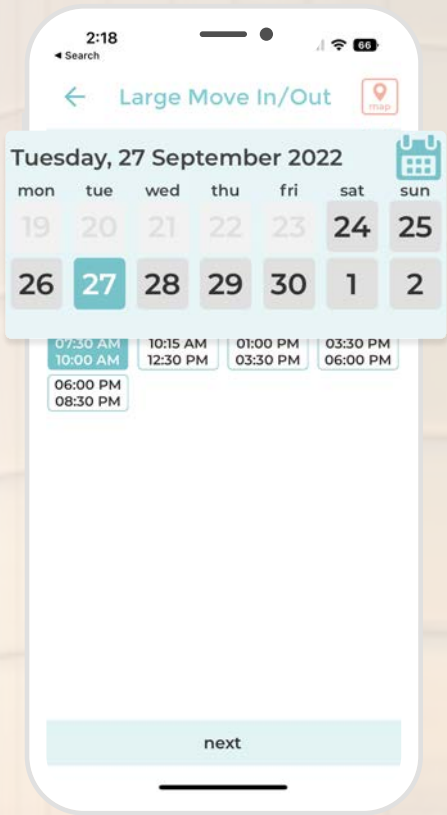 2:18
◄ Search
66
Large Move In/Out
map
Tuesday, 27 September 2022
mon tue wed thu fri sat sun
19 20 21 22 23 24 25
26 27 28 29 30 1 2
07:30 AM 10:15 AM 01:00 PM 03:30 PM
10:00 AM 12:30 PM 03:30 PM 06:00 PM
06:00 PM
08:30 PM
next